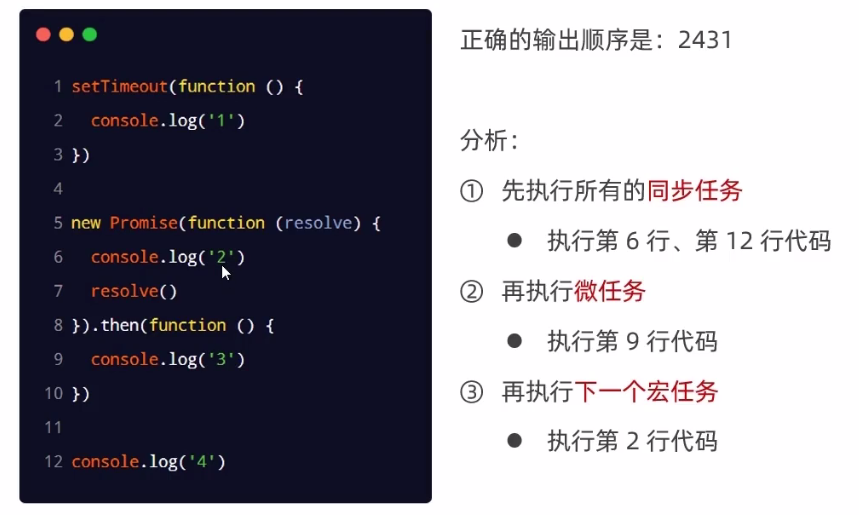 1 setTimeout(function () {
2   console.log('1')
3 })
4
5 new Promise(function (resolve) {
6   console.log('2')
7   resolve()
8 }).then(function () {
9   console.log('3')
10 })
11
12 console.log('4')
正确的输出顺序是：2431
分析：
① 先执行所有的同步任务
● 执行第 6 行、第 12 行代码
② 再执行微任务
● 执行第 9 行代码
③ 再执行下一个宏任务
● 执行第 2 行代码